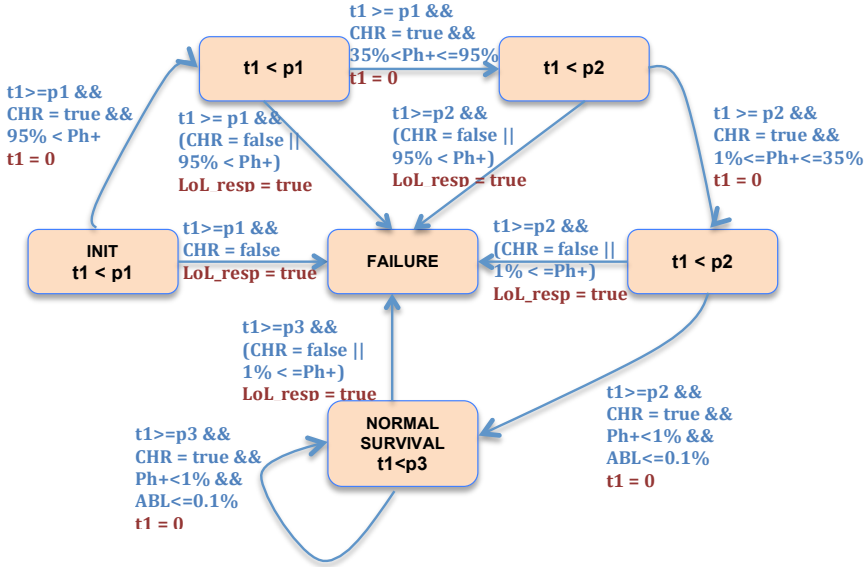 t1 >= p1 &&
CHR = true &&
35%<Ph+<=95%
t1 = 0
t1 < p1
t1 < p2
t1>=p1 &&
CHR = true &&
95% < Ph+
t1 = 0
t1 >= p1 &&
(CHR = false ||
95% < Ph+)
LoL_resp = true
t1>=p2 &&
(CHR = false ||
95% < Ph+)
LoL_resp = true
t1 >= p2 &&
CHR = true &&
1%<=Ph+<=35%
t1 = 0
INIT
t1 < p1
t1>=p1 &&
CHR = false
LoL_resp = true
FAILURE
t1>=p2 &&
(CHR = false ||
1% < =Ph+)
LoL_resp = true
t1 < p2
t1>=p3 &&
(CHR = false ||
1% < =Ph+)
LoL_resp = true
t1>=p3 &&
CHR = true &&
Ph+<1% &&
ABL<=0.1%
t1 = 0
NORMAL
SURVIVAL
t1<p3
t1>=p2 &&
CHR = true &&
Ph+<1% &&
ABL<=0.1%
t1 = 0